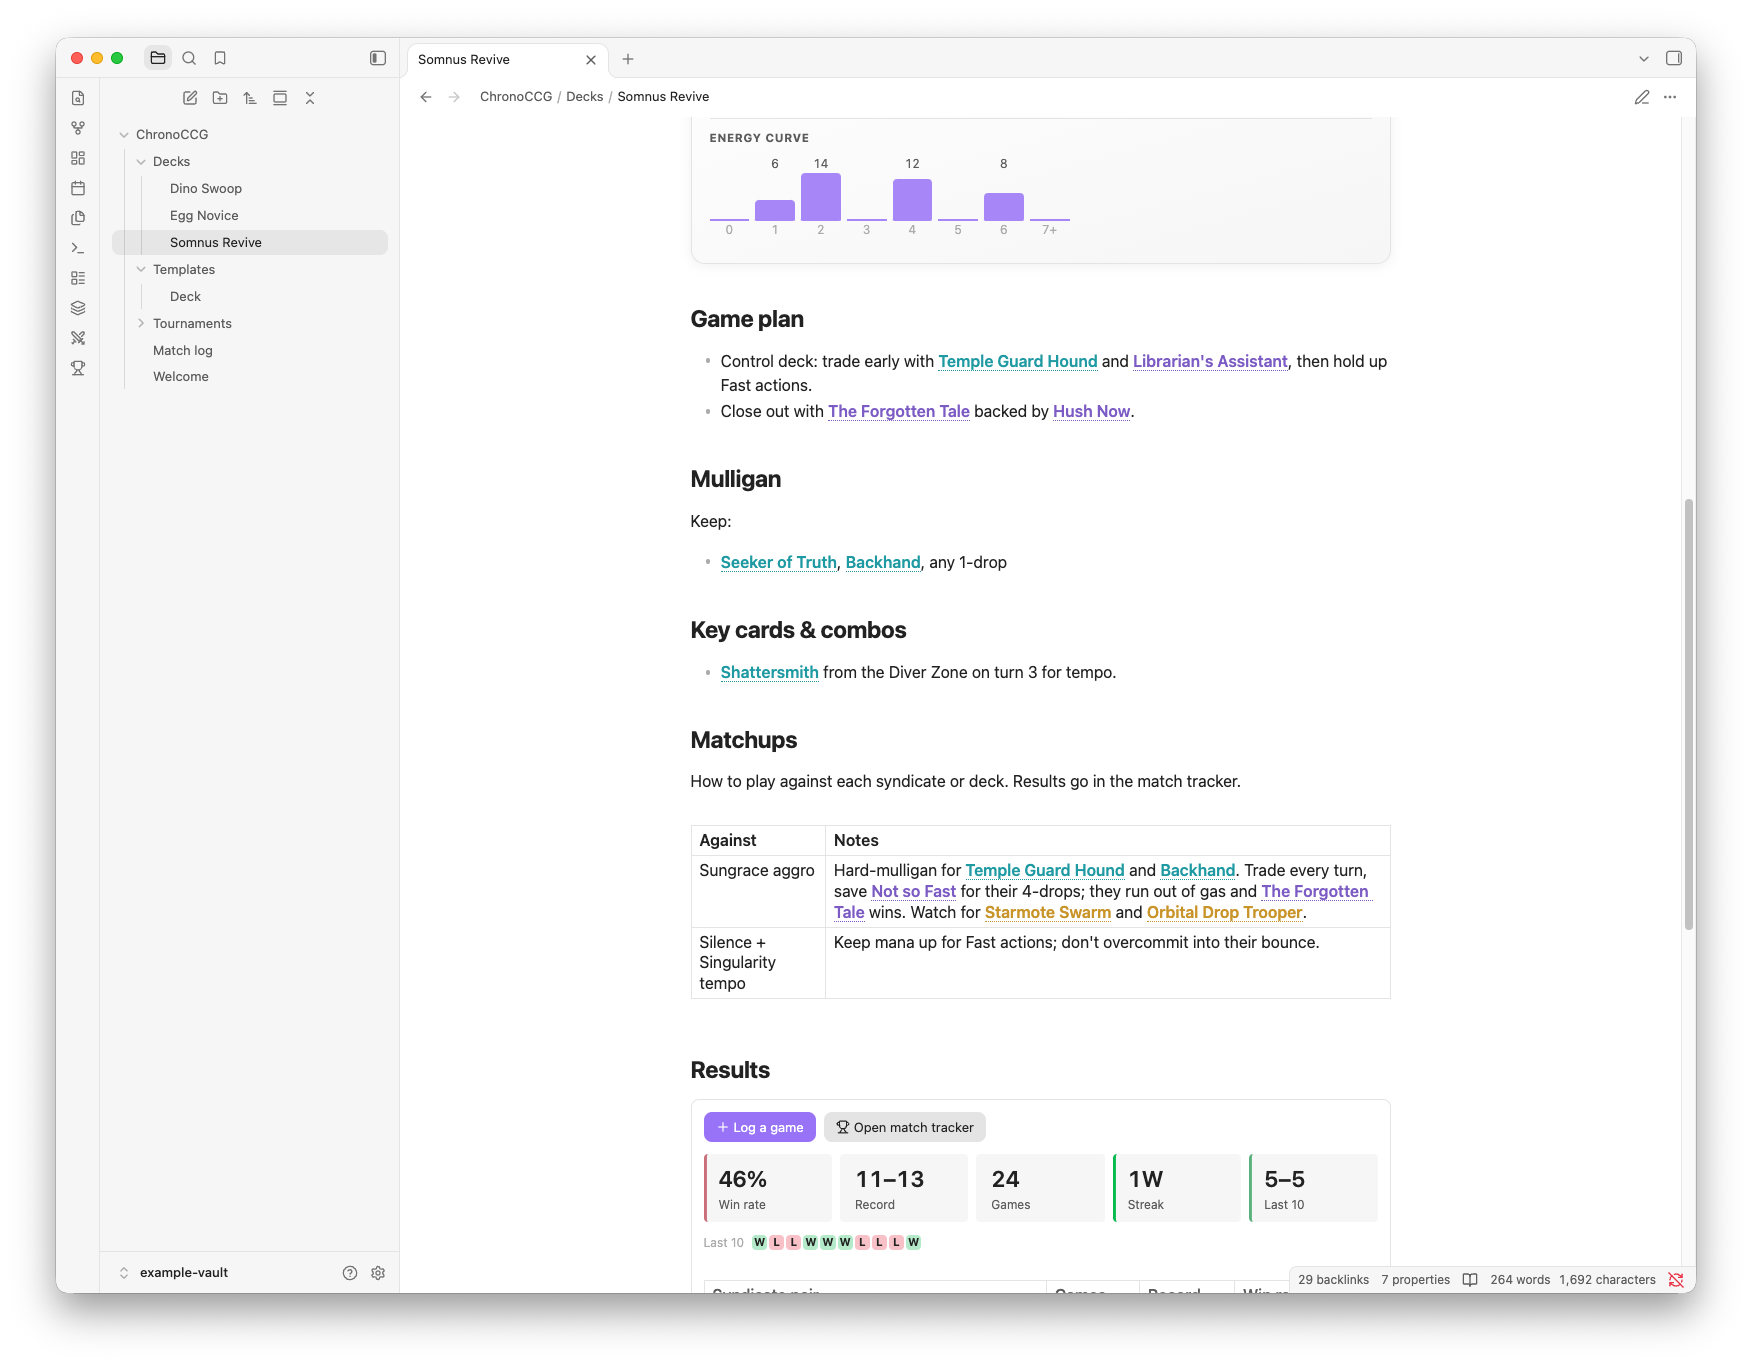 Somnus Revive
ChronoCCG / Decks / Somnus Revive
ChronoCCG
Decks
Dino Swoop
Egg Novice
Somnus Revive
Templates
Deck
Tournaments
Match log
Welcome
example-vault
ENERGY CURVE
6 14 12 8
0 1 2 3 4 5 6 7+
Game plan
Control deck: trade early with Temple Guard Hound and Librarian's Assistant, then hold up
Fast actions.
Close out with The Forgotten Tale backed by Hush Now.
Mulligan
Keep:
Seeker of Truth, Backhand, any 1-drop
Key cards & combos
Shattersmith from the Diver Zone on turn 3 for tempo.
Matchups
How to play against each syndicate or deck. Results go in the match tracker.
Against Notes
Sungrace aggro Hard-mulligan for Temple Guard Hound and Backhand. Trade every turn,
save Not so Fast for their 4-drops; they run out of gas and The Forgotten
Tale wins. Watch for Starmote Swarm and Orbital Drop Trooper.
Silence + Keep mana up for Fast actions; don't overcommit into their bounce.
Singularity
tempo
Results
+ Log a game Open match tracker
46% 11–13 24 1W 5–5
Win rate Record Games Streak Last 10
Last 10 W L L W W W L L L W
Syndicate pair Games Record
29 backlinks 7 properties 264 words 1,692 characters